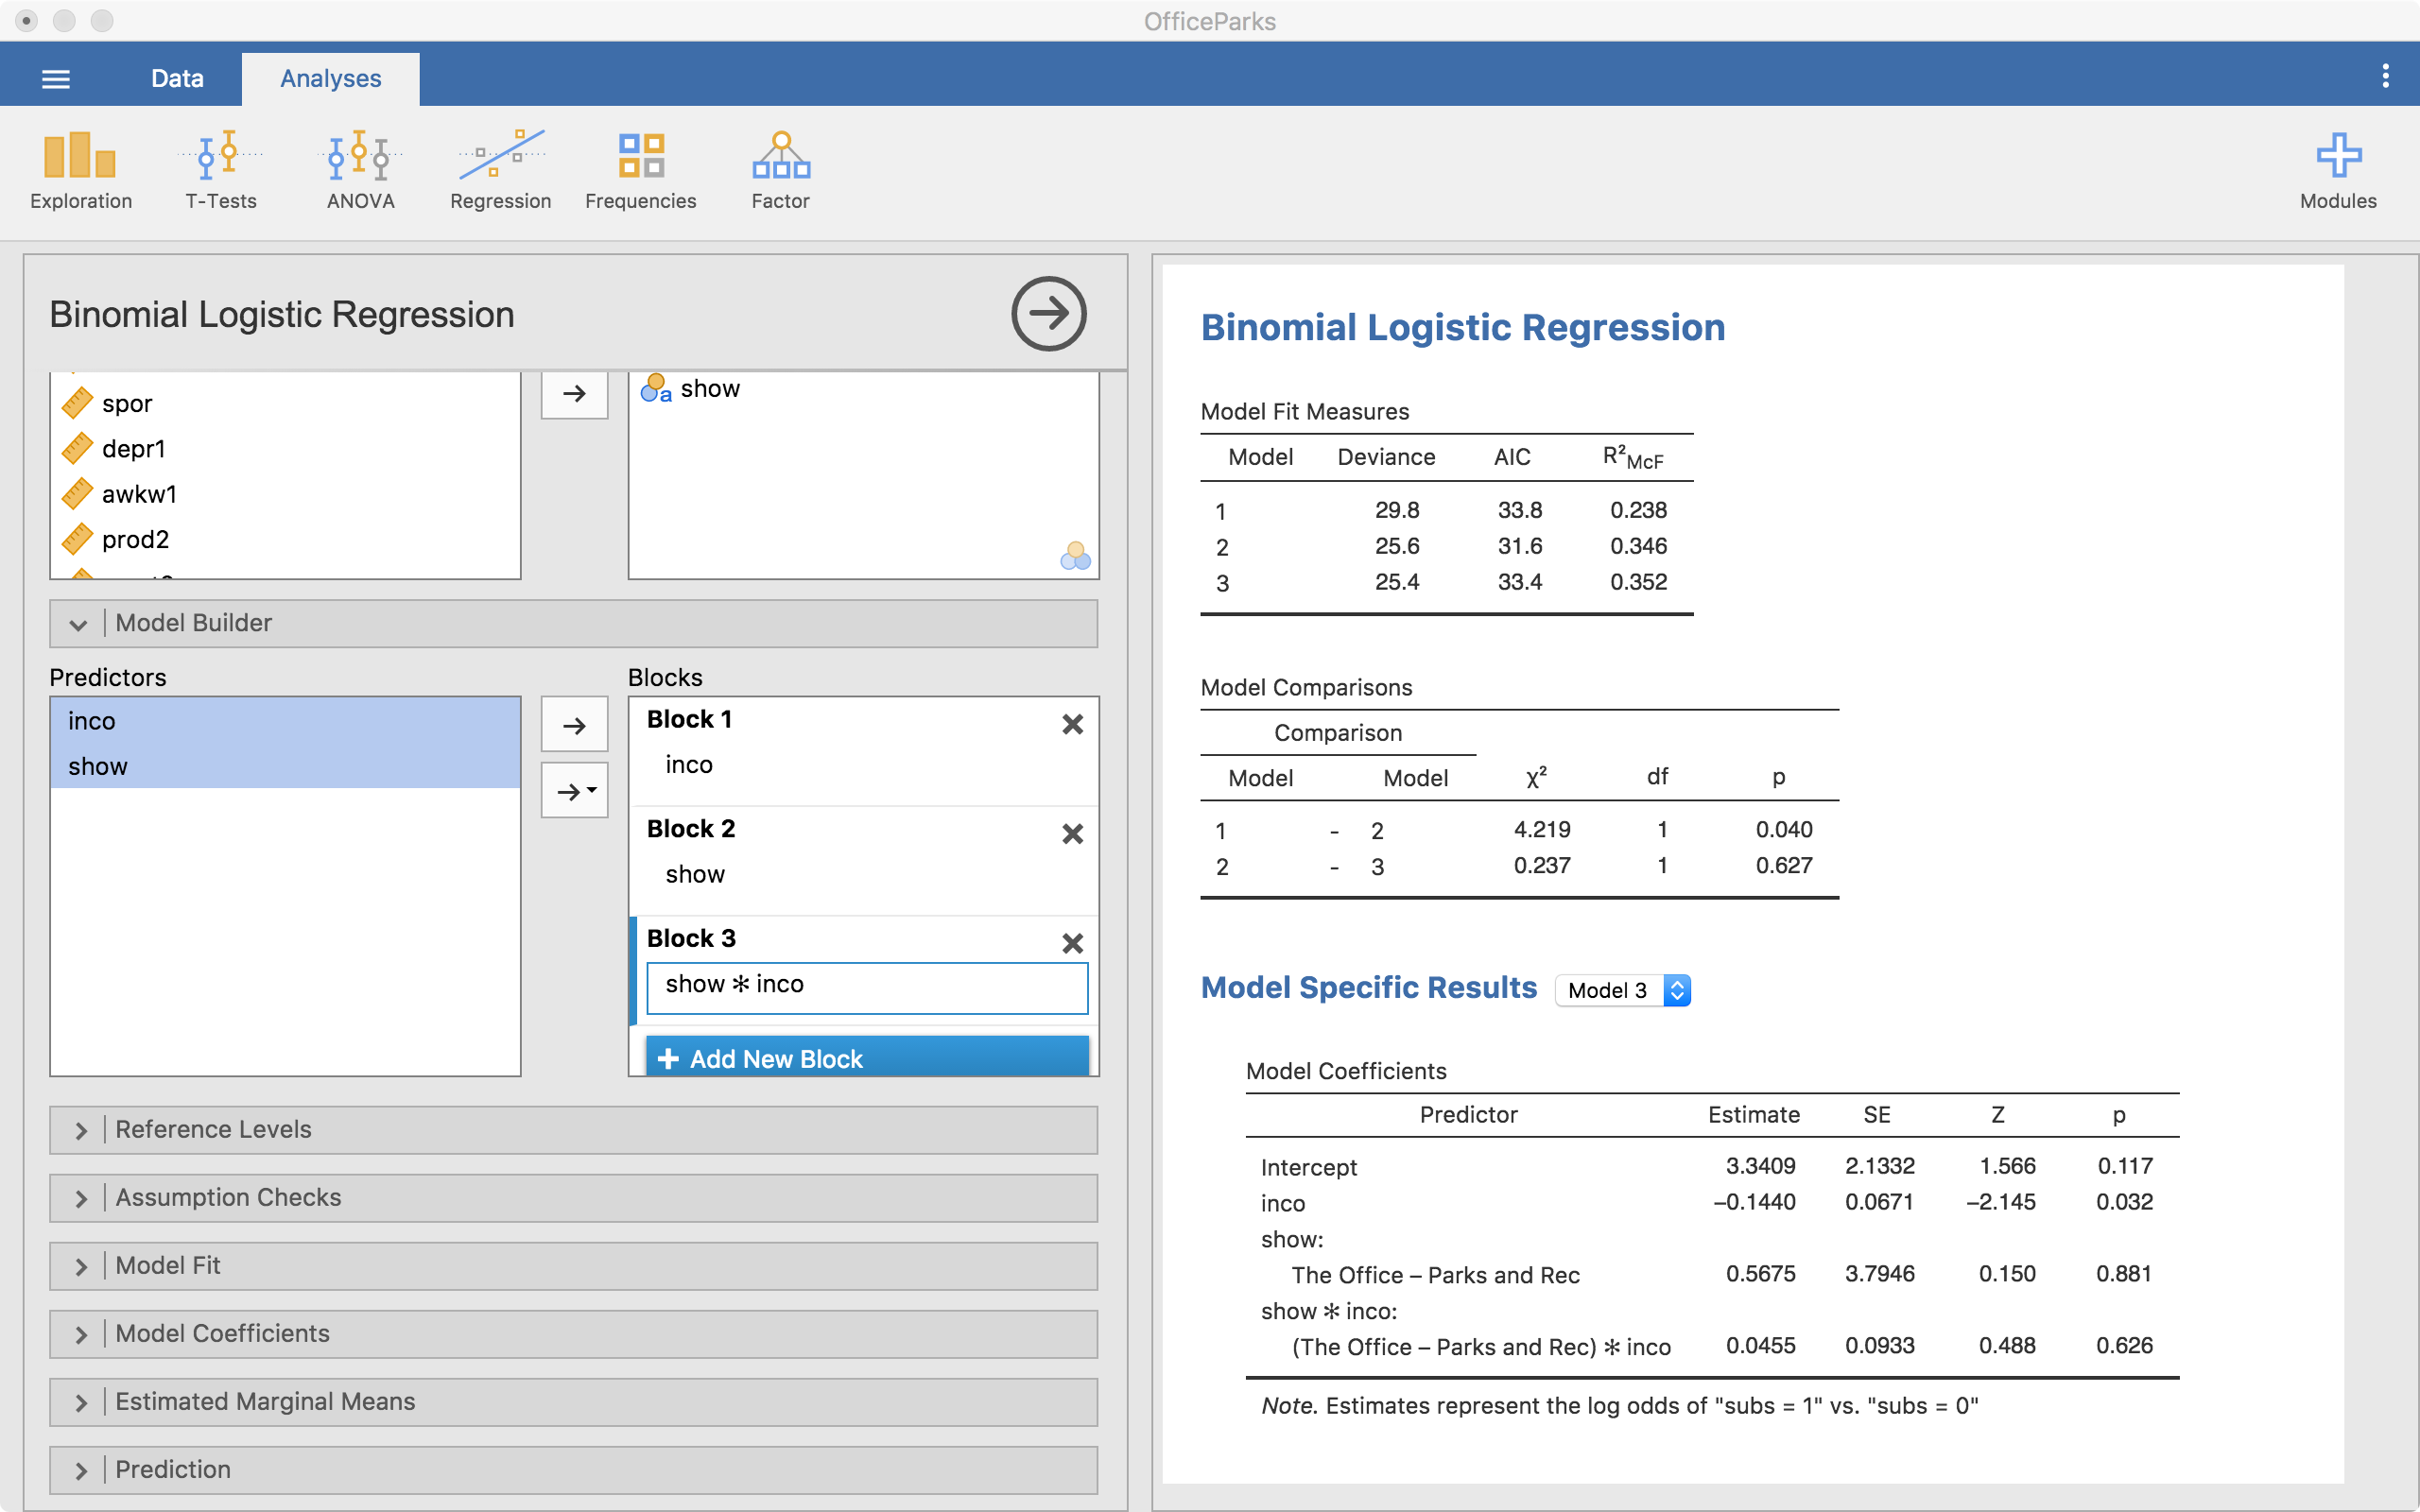 OfficeParks
Data Analyses
Exploration T-Tests ANOVA Regression Frequencies Factor Modules
Binomial Logistic Regression
spor
depr1
awkw1
prod2
show
Model Builder
Predictors
inco
show
Blocks
Block 1
inco
Block 2
show
Block 3
show ✻ inco
+ Add New Block
Reference Levels
Assumption Checks
Model Fit
Model Coefficients
Estimated Marginal Means
Prediction
Binomial Logistic Regression
Model Fit Measures
Model Deviance AIC R²McF
1 29.8 33.8 0.238
2 25.6 31.6 0.346
3 25.4 33.4 0.352
Model Comparisons
Comparison
Model Model χ² df p
1 - 2 4.219 1 0.040
2 - 3 0.237 1 0.627
Model Specific Results Model 3
Model Coefficients
Predictor Estimate SE Z p
Intercept 3.3409 2.1332 1.566 0.117
inco −0.1440 0.0671 −2.145 0.032
show:
The Office – Parks and Rec 0.5675 3.7946 0.150 0.881
show ✻ inco:
(The Office – Parks and Rec) ✻ inco 0.0455 0.0933 0.488 0.626
Note. Estimates represent the log odds of "subs = 1" vs. "subs = 0"